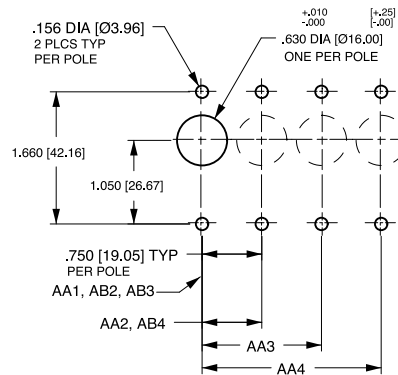 .156 DIA [Ø3.96]
2 PLCS TYP
PER POLE
+.010
-.000
[+.25]
[-.00]
.630 DIA [Ø16.00]
ONE PER POLE
1.660 [42.16]
1.050 [26.67]
.750 [19.05] TYP
PER POLE
AA1, AB2, AB3
AA2, AB4
AA3
AA4